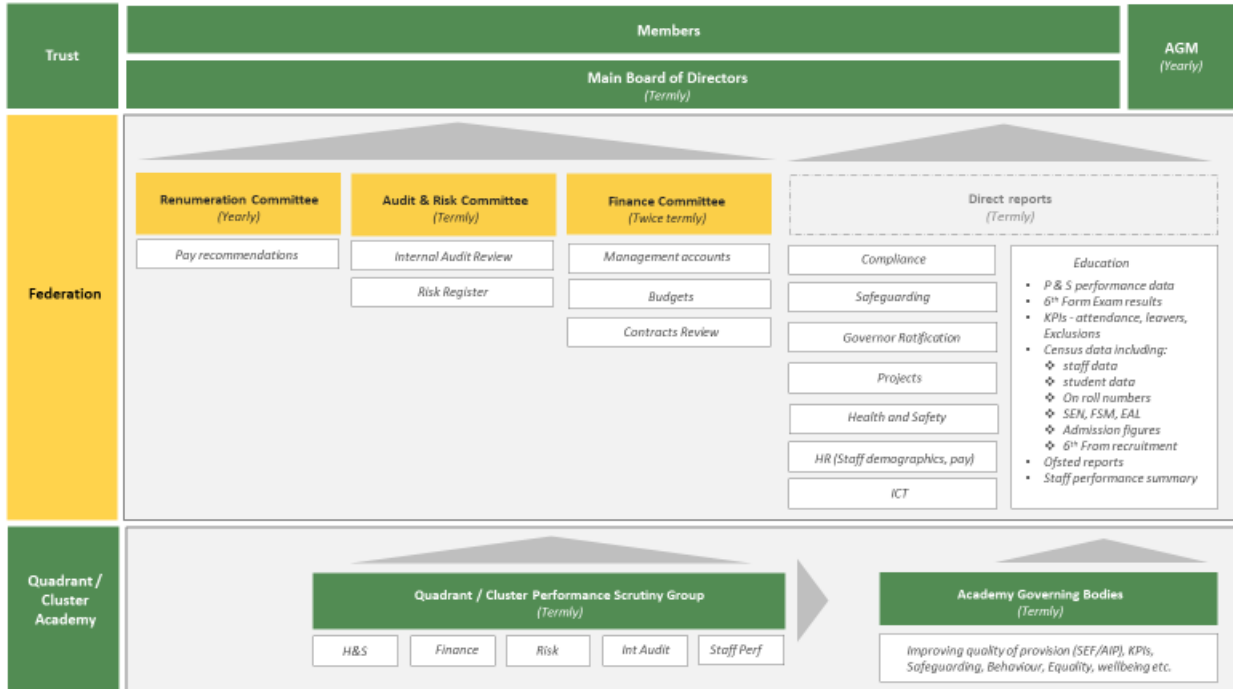 Trust
Members
Main Board of Directors
(Termly)
AGM
(Yearly)
Federation
Renumeration Committee
(Yearly)
Pay recommendations
Audit & Risk Committee
(Termly)
Internal Audit Review
Risk Register
Finance Committee
(Twice termly)
Management accounts
Budgets
Contracts Review
Direct reports
(Termly)
Compliance
Safeguarding
Governor Ratification
Projects
Health and Safety
HR (Staff demographics, pay)
ICT
Education
• P & S performance data
• 6th Form Exam results
• KPIs - attendance, leavers,
Exclusions
• Census data including:
❖ staff data
❖ student data
❖ On roll numbers
❖ SEN, FSM, EAL
❖ Admission figures
❖ 6th From recruitment
• Ofsted reports
• Staff performance summary
Quadrant /
Cluster
Academy
Quadrant / Cluster Performance Scrutiny Group
(Termly)
H&S
Finance
Risk
Int Audit
Staff Perf
Academy Governing Bodies
(Termly)
Improving quality of provision (SEF/AIP), KPIs,
Safeguarding, Behaviour, Equality, wellbeing etc.